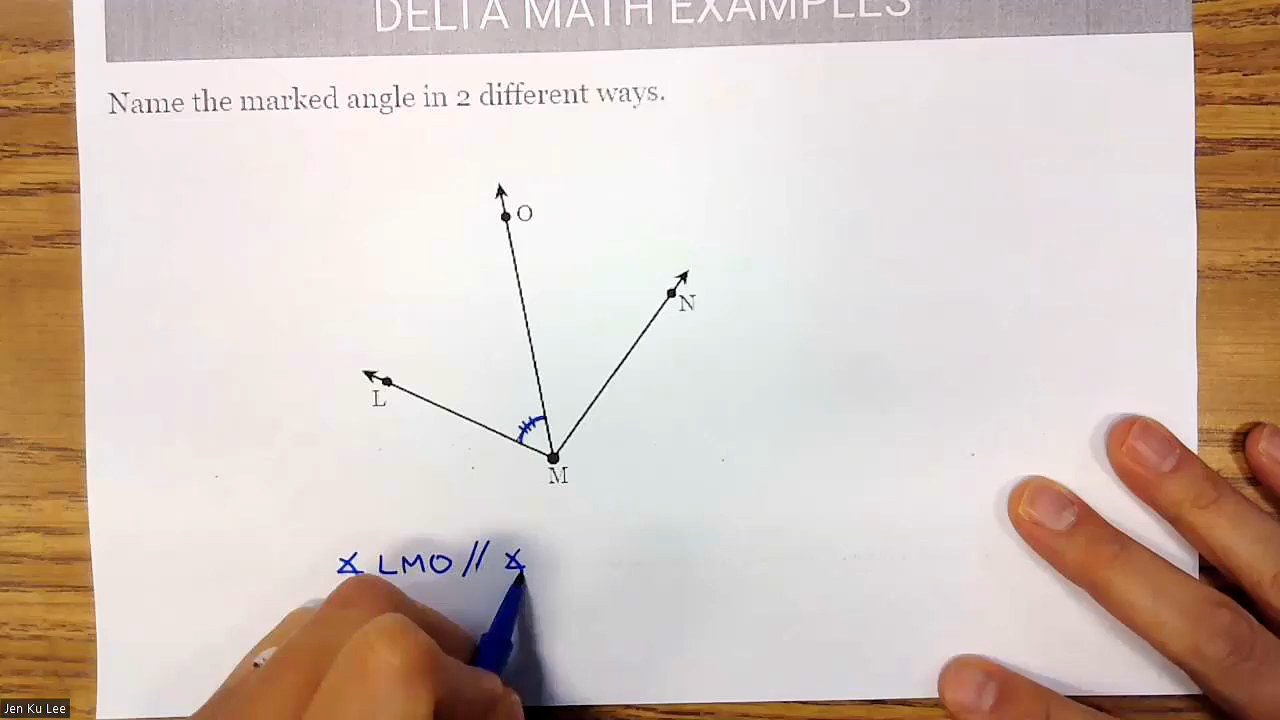 DELTA MATH EXAMPLES
Name the marked angle in 2 different ways.
O
N
L
M
∡ LMO // ∡
Jen Ku Lee